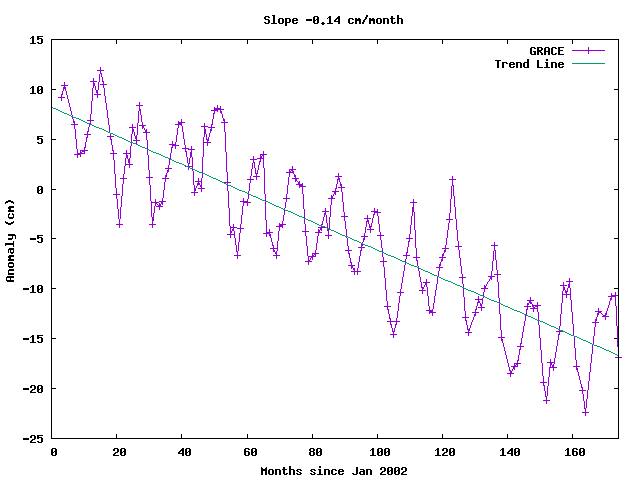 Slope -0.14 cm/month
GRACE
Trend Line
15
10
5
0
-5
-10
-15
-20
-25
Anomaly (cm)
0 20 40 60 80 100 120 140 160
Months since Jan 2002